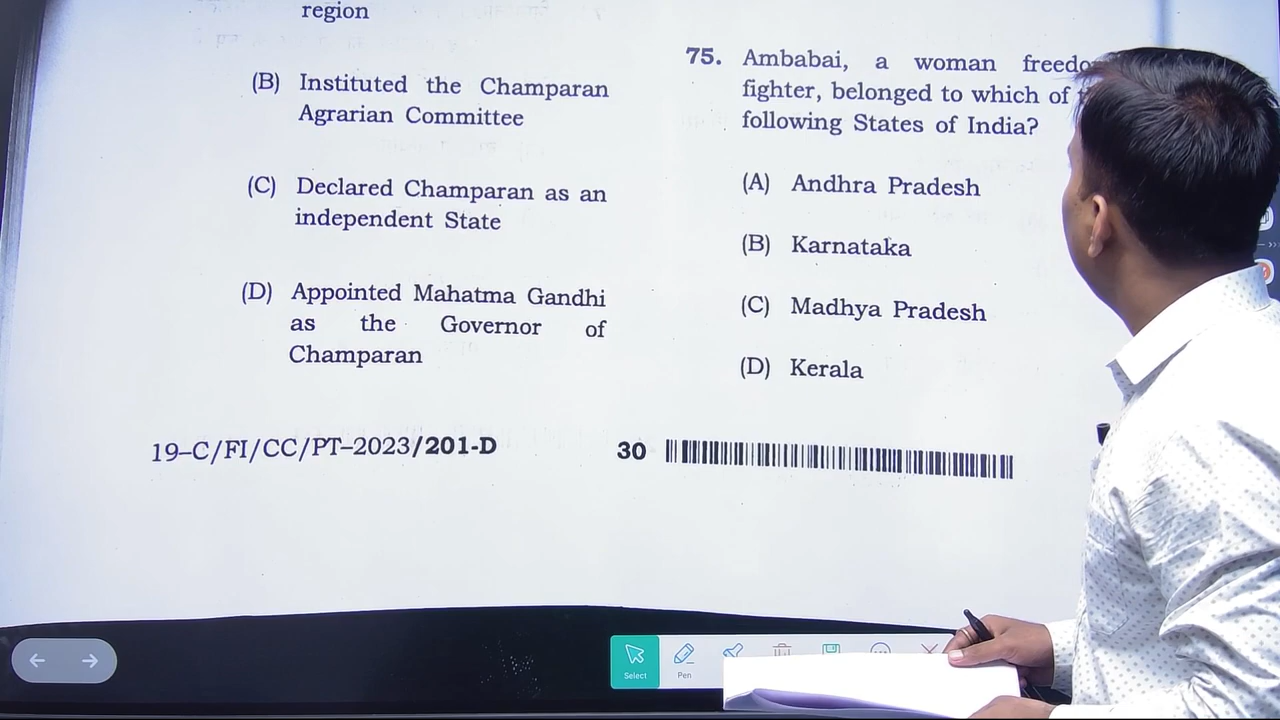 region
(B) Instituted the Champaran
Agrarian Committee
(C) Declared Champaran as an
independent State
(D) Appointed Mahatma Gandhi
as the Governor of
Champaran
75. Ambabai, a woman
fighter, belonged to which of
following States of India?
(A) Andhra Pradesh
(B) Karnataka
(C) Madhya Pradesh
(D) Kerala
19–C/FI/CC/PT–2023/201-D
30
Select
Pen